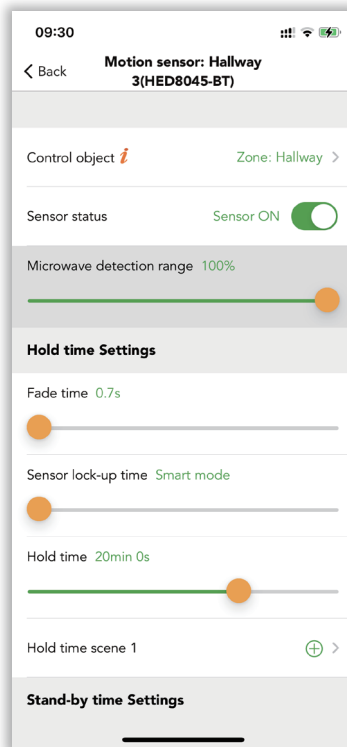 09:30
Back
Motion sensor: Hallway
3(HED8045-BT)
Control object i Zone: Hallway
Sensor status Sensor ON
Microwave detection range 100%
Hold time Settings
Fade time 0.7s
Sensor lock-up time Smart mode
Hold time 20min 0s
Hold time scene 1
Stand-by time Settings